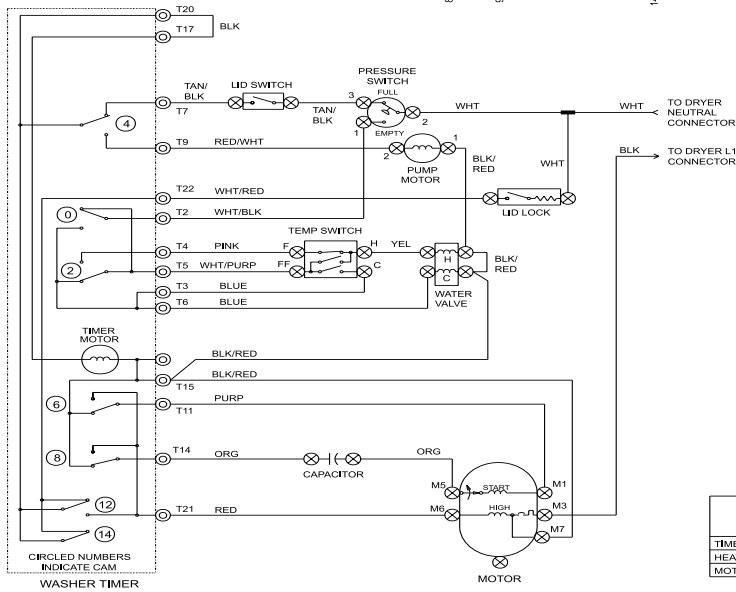 T20
T17
BLK
TAN/
BLK
LID SWITCH
PRESSURE
SWITCH
FULL
3
2
1
EMPTY
TAN/
BLK
WHT
WHT
TO DRYER
NEUTRAL
CONNECTOR
T7
4
T9
RED/WHT
2
1
PUMP
MOTOR
BLK/
RED
WHT
BLK
TO DRYER L1
CONNECTOR
T22
WHT/RED
LID LOCK
0
T2
WHT/BLK
TEMP SWITCH
T4
PINK
F
H
YEL
H
2
T5
WHT/PURP
FF
C
C
BLK/
RED
T3
BLUE
T6
BLUE
WATER
VALVE
TIMER
MOTOR
BLK/RED
BLK/RED
T15
6
PURP
T11
8
T14
ORG
CAPACITOR
ORG
M5
START
M1
12
T21
RED
M6
HIGH
M3
M7
14
CIRCLED NUMBERS
INDICATE CAM
WASHER TIMER
MOTOR
TIME
HEA
MOT